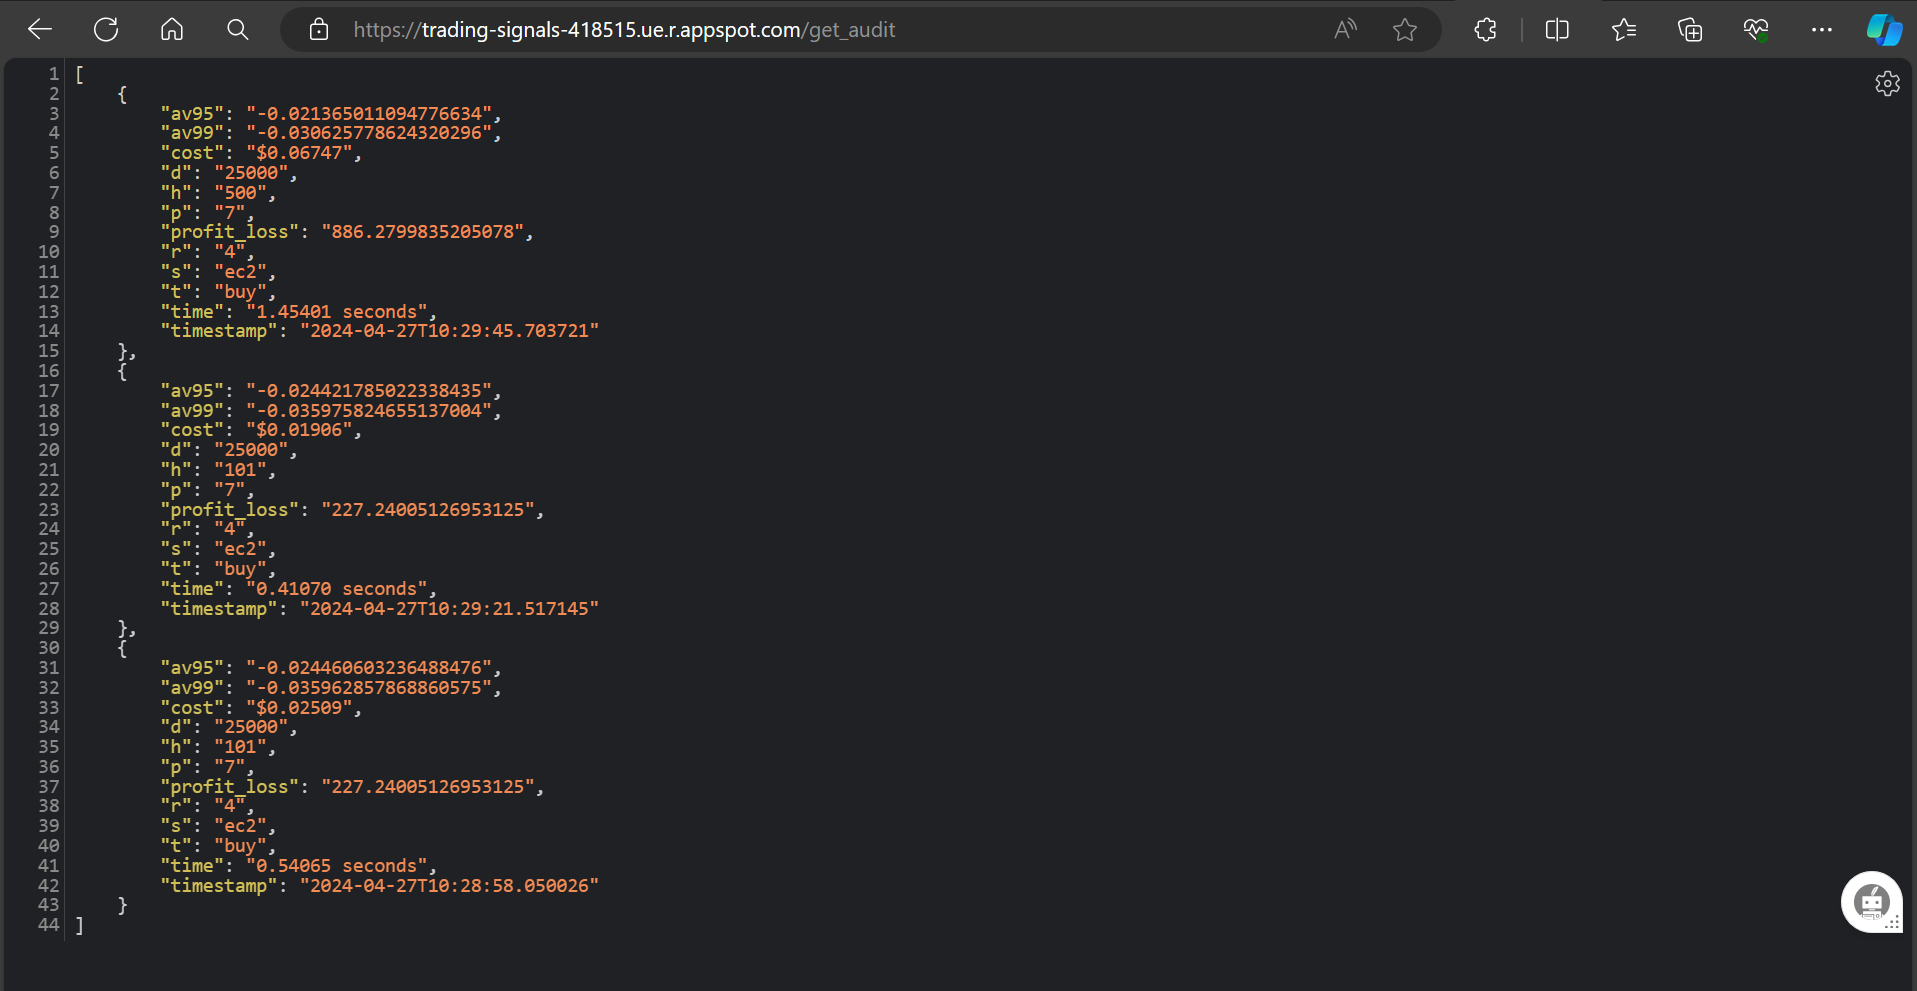 https://trading-signals-418515.ue.r.appspot.com/get_audit
1 [
2 {
3 "av95": "-0.021365011094776634",
4 "av99": "-0.030625778624320296",
5 "cost": "$0.06747",
6 "d": "25000",
7 "h": "500",
8 "p": "7",
9 "profit_loss": "886.2799835205078",
10 "r": "4",
11 "s": "ec2",
12 "t": "buy",
13 "time": "1.45401 seconds",
14 "timestamp": "2024-04-27T10:29:45.703721"
15 },
16 {
17 "av95": "-0.024421785022338435",
18 "av99": "-0.035975824655137004",
19 "cost": "$0.01906",
20 "d": "25000",
21 "h": "101",
22 "p": "7",
23 "profit_loss": "227.24005126953125",
24 "r": "4",
25 "s": "ec2",
26 "t": "buy",
27 "time": "0.41070 seconds",
28 "timestamp": "2024-04-27T10:29:21.517145"
29 },
30 {
31 "av95": "-0.024460603236488476",
32 "av99": "-0.035962857868860575",
33 "cost": "$0.02509",
34 "d": "25000",
35 "h": "101",
36 "p": "7",
37 "profit_loss": "227.24005126953125",
38 "r": "4",
39 "s": "ec2",
40 "t": "buy",
41 "time": "0.54065 seconds",
42 "timestamp": "2024-04-27T10:28:58.050026"
43 }
44 ]